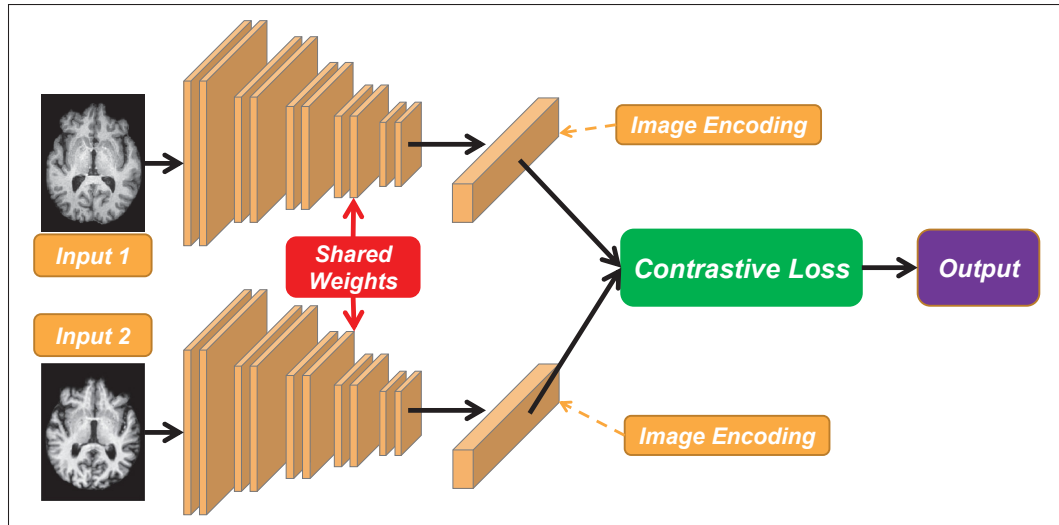 Image Encoding
Input 1
Shared
Weights
Contrastive Loss
Output
Input 2
Image Encoding